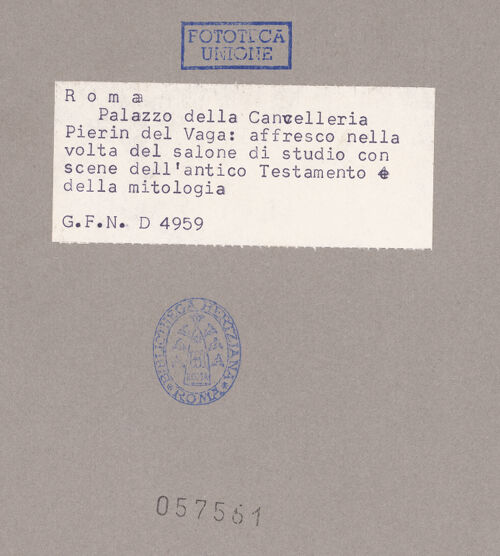 FOTOTECA
UNIONE
Roma
Palazzo della Cancelleria
Pierin del Vaga: affresco nella
volta del salone di studio con
scene dell'antico Testamento e
della mitologia
G.F.N. D 4959
BIBLIOTHECA HERTZIANA
ROMA
057561